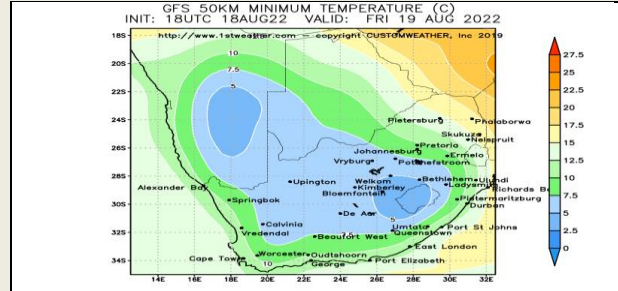 GFS 50KM MINIMUM TEMPERATURE (C)
INIT: 18UTC 18AUG22 VALID: FRI 19 AUG 2022
http://www.1stweather.com – copyright CUSTOMWEATHER, Inc 2019
18S
20S
22S
24S
26S
28S
30S
32S
34S
14E
16E
18E
20E
22E
24E
26E
28E
30E
32E
10
7.5
5
Pietersburg
Phalaborwa
Skukuza
Nelspruit
Pretoria
Johannesburg
Ermelo
Vryburg
Potchefstroom
Welkom
Bethlehem
Ulundi
Alexander Bay
Upington
Kimberley
Ladysmith
Richards B
Bloemfontein
Springbok
Pietermaritzburg
Durban
De Aar
5
Calvinia
Umtata
Port St Johns
Vredendal
7.5
Beaufort West
Queenstown
East London
Worcester
Oudtshoorn
Cape Town
10
George
Port Elizabeth
27.5
25
22.5
20
17.5
15
12.5
10
7.5
5
2.5
0